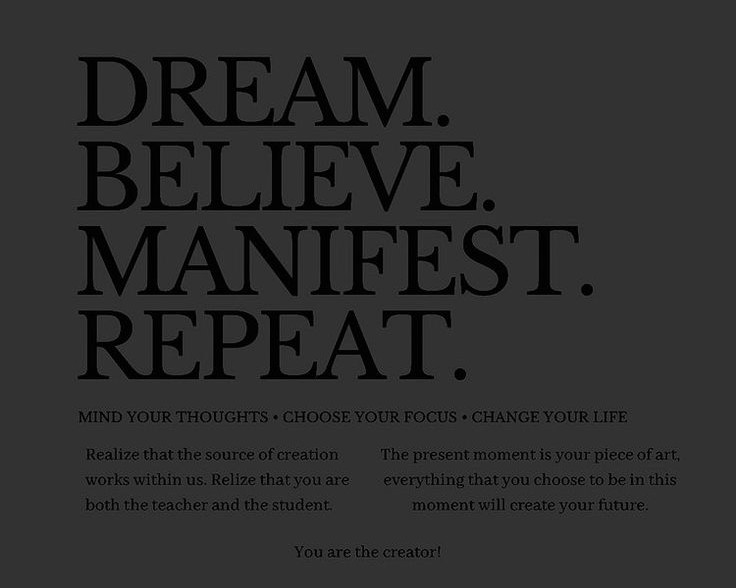 DREAM.
BELIEVE.
MANIFEST.
REPEAT.
MIND YOUR THOUGHTS • CHOOSE YOUR FOCUS • CHANGE YOUR LIFE
Realize that the source of creation
works within us. Relize that you are
both the teacher and the student.
The present moment is your piece of art,
everything that you choose to be in this
moment will create your future.
You are the creator!